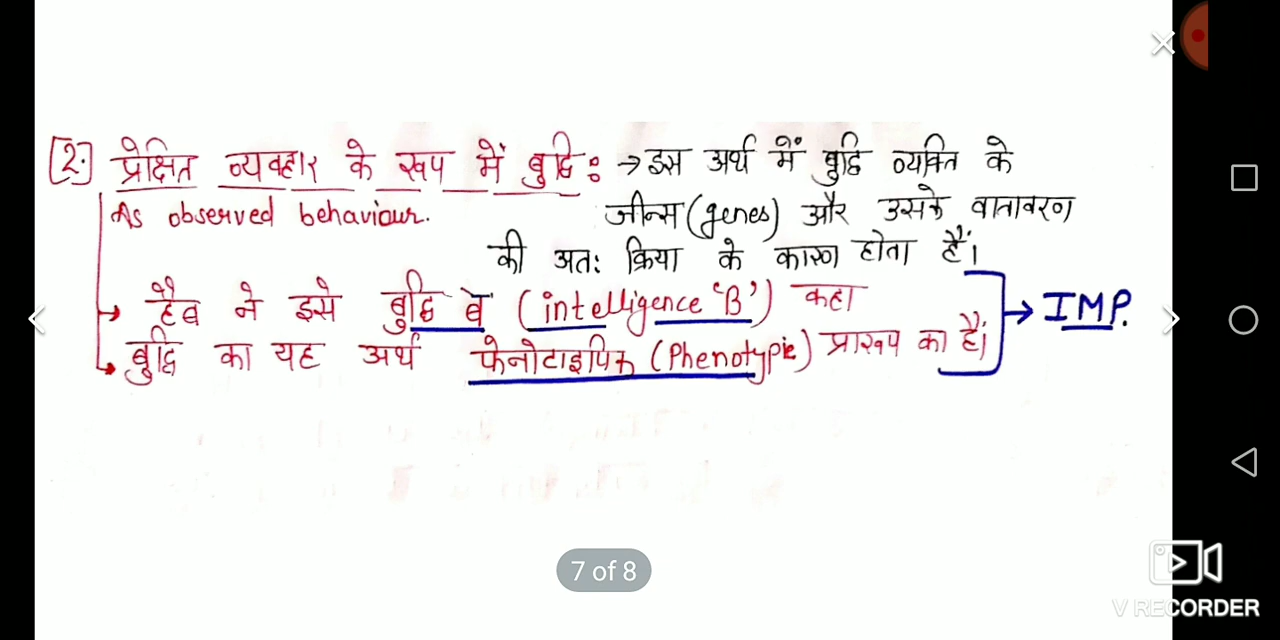 [2.] प्रेक्षित व्यवहार के रूप में बुद्धि : → इस अर्थ में बुद्धि व्यक्ति के
As observed behaviour. जीन्स (genes) और उसके वातावरण
की अत: क्रिया के कारण होता हैं।
→ हैब ने इसे बुद्धि बे (intelligence 'B') कहा
→ बुद्धि का यह अर्थ फेनोटाइपिक (Phenotypic) प्रारूप का हैं। → IMP.
7 of 8
V RECORDER